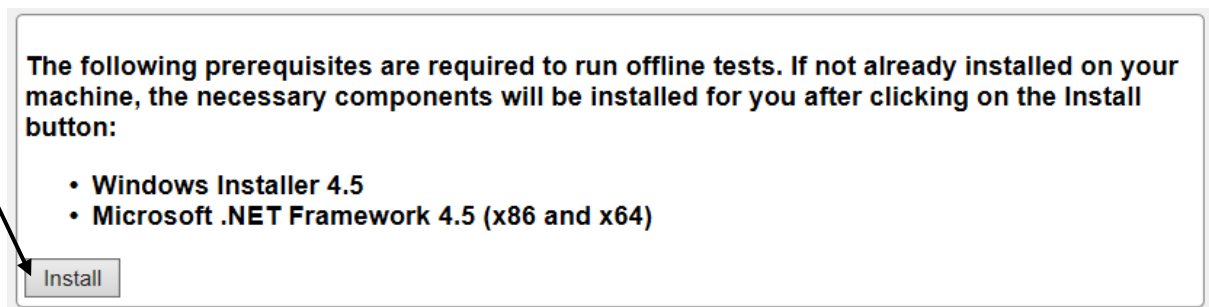 The following prerequisites are required to run offline tests. If not already installed on your
machine, the necessary components will be installed for you after clicking on the Install
button:
• Windows Installer 4.5
• Microsoft .NET Framework 4.5 (x86 and x64)
Install